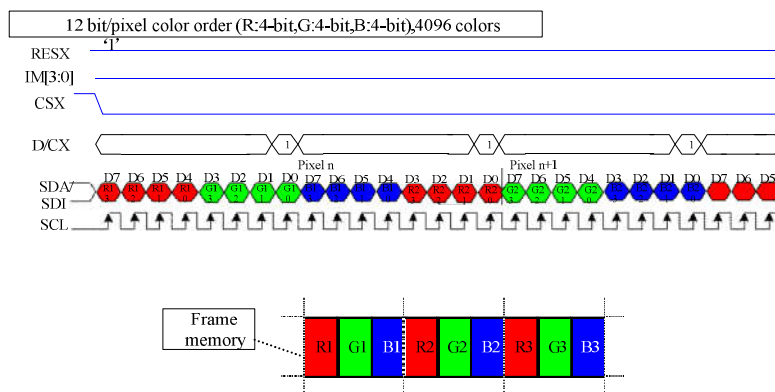 12 bit/pixel color order (R:4-bit,G:4-bit,B:4-bit),4096 colors
RESX '1'
IM[3:0]
CSX
D/CX 1 1 1
Pixel n Pixel n+1
D7 D6 D5 D4 D3 D2 D1 D0 D7 D6 D5 D4 D3 D2 D1 D0 D7 D6 D5 D4 D3 D2 D1 D0 D7 D6 D5
SDA
SDI
SCL
Frame
memory
R1 G1 B1 R2 G2 B2 R3 G3 B3